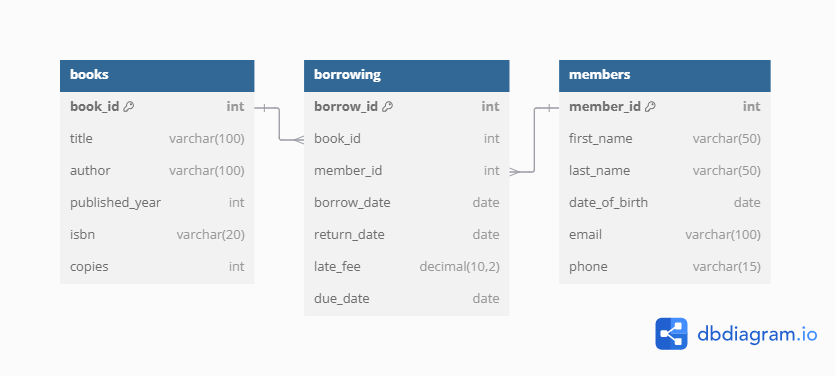 books
book_id int
title varchar(100)
author varchar(100)
published_year int
isbn varchar(20)
copies int
borrowing
borrow_id int
book_id int
member_id int
borrow_date date
return_date date
late_fee decimal(10,2)
due_date date
members
member_id int
first_name varchar(50)
last_name varchar(50)
date_of_birth date
email varchar(100)
phone varchar(15)
dbdiagram.io